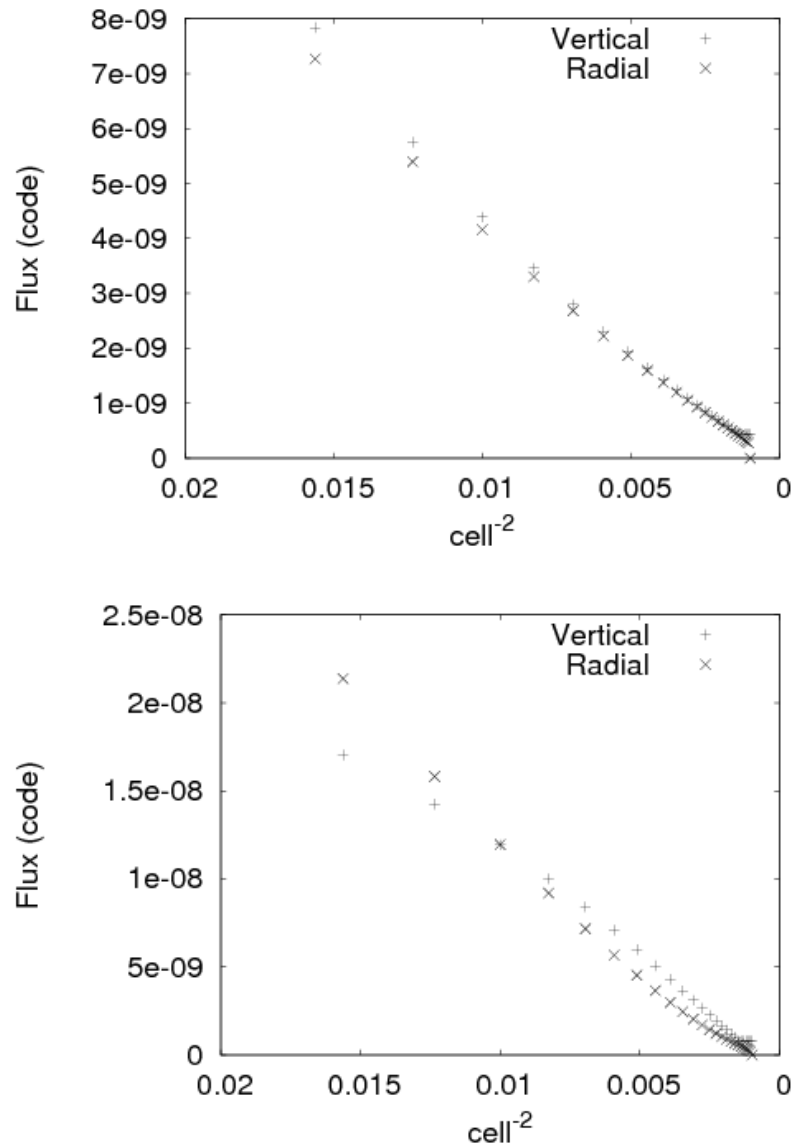 8e-09
Vertical +
7e-09
Radial ×
6e-09
5e-09
4e-09
3e-09
2e-09
1e-09
0
0.02 0.015 0.01 0.005 0
Flux (code)
cell-2
2.5e-08
Vertical +
Radial ×
2e-08
1.5e-08
1e-08
5e-09
0
0.02 0.015 0.01 0.005 0
Flux (code)
cell-2